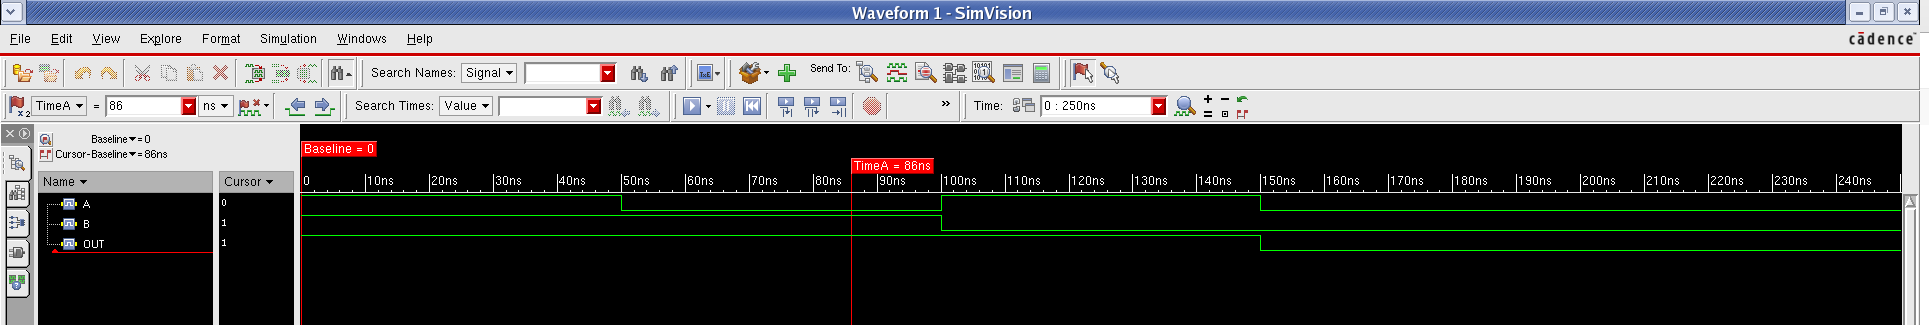 Waveform 1 - SimVision
File Edit View Explore Format Simulation Windows Help
cādence
Search Names: Signal Send To:
TimeA = 86 ns Search Times: Value » Time: 0 : 250ns
Baseline = 0
Cursor-Baseline = 86ns
Baseline = 0
TimeA = 86ns
Name Cursor 0 10ns 20ns 30ns 40ns 50ns 60ns 70ns 80ns 90ns 100ns 110ns 120ns 130ns 140ns 150ns 160ns 170ns 180ns 190ns 200ns 210ns 220ns 230ns 240ns
A 0
B 1
OUT 1